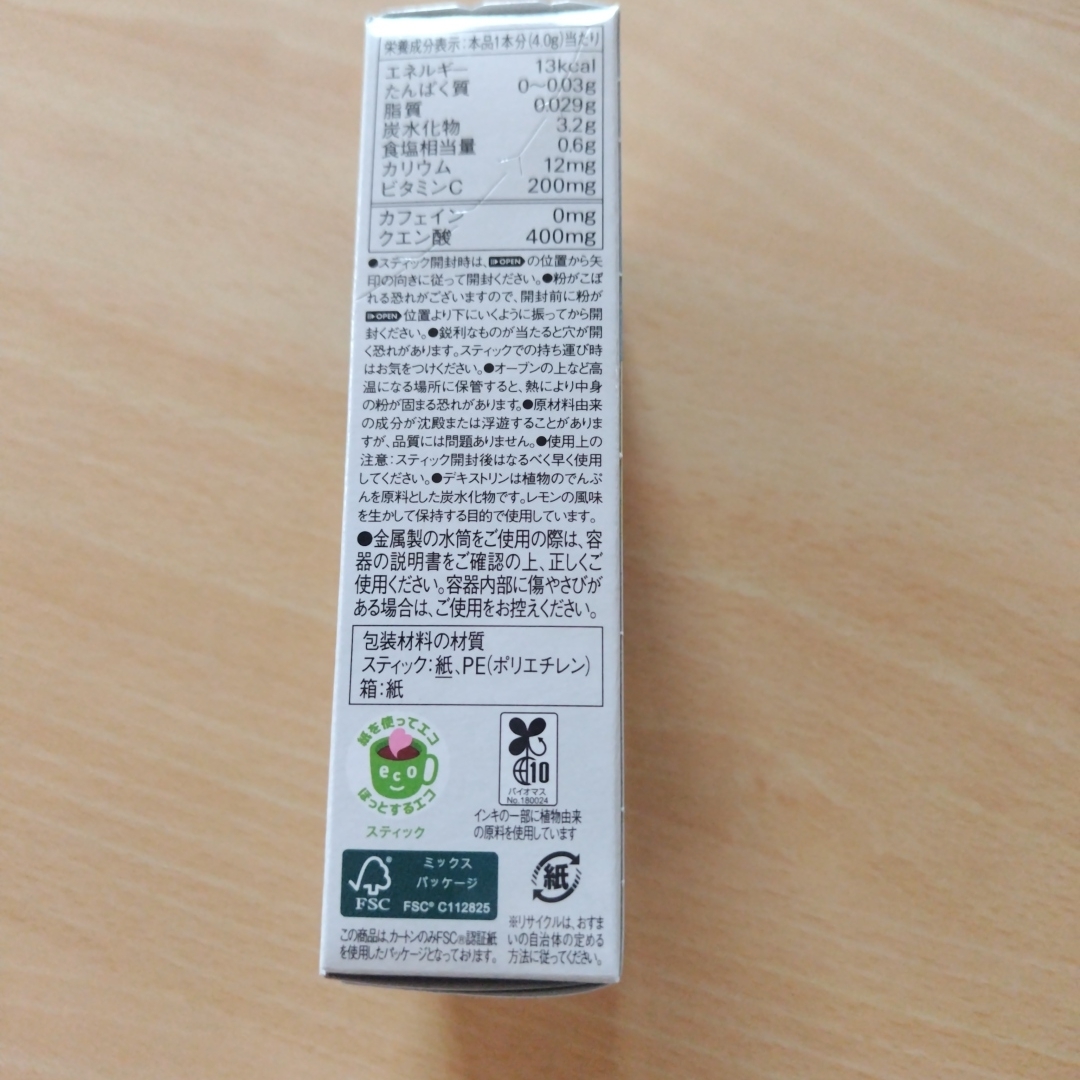 栄養成分表示:本品1本分(4.0g)当たり
エネルギー 13kcal
たんぱく質 0〜0.03g
脂質 0.029g
炭水化物 3.2g
食塩相当量 0.6g
カリウム 12mg
ビタミンC 200mg
カフェイン 0mg
クエン酸 400mg
●スティック開封時は、OPENの位置から矢
印の向きに従って開封ください。●粉がこぼ
れる恐れがございますので、開封前に粉が
OPEN位置より下にいくように振ってから開
封ください。●鋭利なものが当たると穴が開
く恐れがあります。スティックでの持ち運び時
はお気をつけください。●オーブンの上など高
温になる場所に保管すると、熱により中身
の粉が固まる恐れがあります。●原材料由来
の成分が沈殿または浮遊することがありま
すが、品質には問題ありません。●使用上の
注意:スティック開封後はなるべく早く使用
してください。●デキストリンは植物のでんぷ
んを原料とした炭水化物です。レモンの風味
を生かして保持する目的で使用しています。
●金属製の水筒をご使用の際は、容
器の説明書をご確認の上、正しくご
使用ください。容器内部に傷やさびが
ある場合は、ご使用をお控えください。
包装材料の材質
スティック:紙、PE(ポリエチレン)
箱:紙
紙を使ってエコ
eco
ほっとするエコ
スティック
10
バイオマス
No.180024
インキの一部に植物由来
の原料を使用しています
FSC
ミックス
パッケージ
FSC® C112825
紙
この商品は、カートンのみFSC®認証紙
を使用したパッケージとなっております。
※リサイクルは、おすま
いの自治体の定める
方法に従ってください。